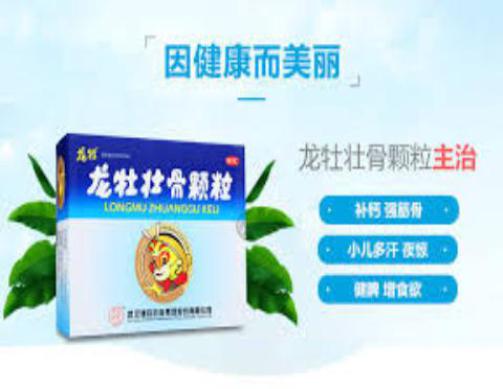 因健康而美丽
龙牡
龙牡壮骨颗粒
LONGMU ZHUANGGU KELI
龙牡壮骨颗粒主治
补钙 强筋骨
小儿多汗 夜惊
健脾 增食欲